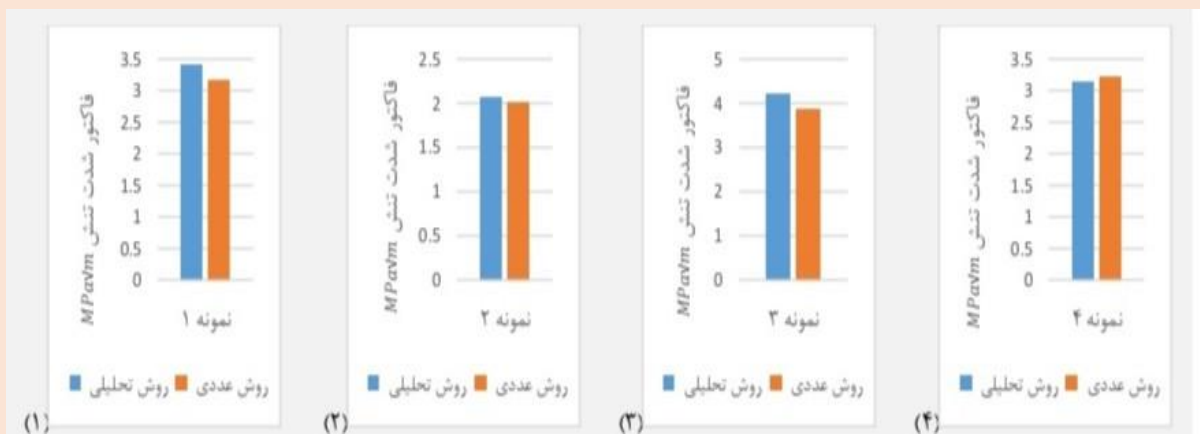 3.5
3
2.5
2
1.5
1
0.5
0
فاکتور شدت تنش MPa√m
نمونه ۱
روش تحلیلی روش عددی
(۱)
2.5
2
1.5
1
0.5
0
فاکتور شدت تنش MPa√m
نمونه ۲
روش تحلیلی روش عددی
(۲)
5
4
3
2
1
0
فاکتور شدت تنش MPa√m
نمونه ۳
روش تحلیلی روش عددی
(۳)
3.5
3
2.5
2
1.5
1
0.5
0
فاکتور شدت تنش MPa√m
نمونه ۴
روش تحلیلی روش عددی
(۴)